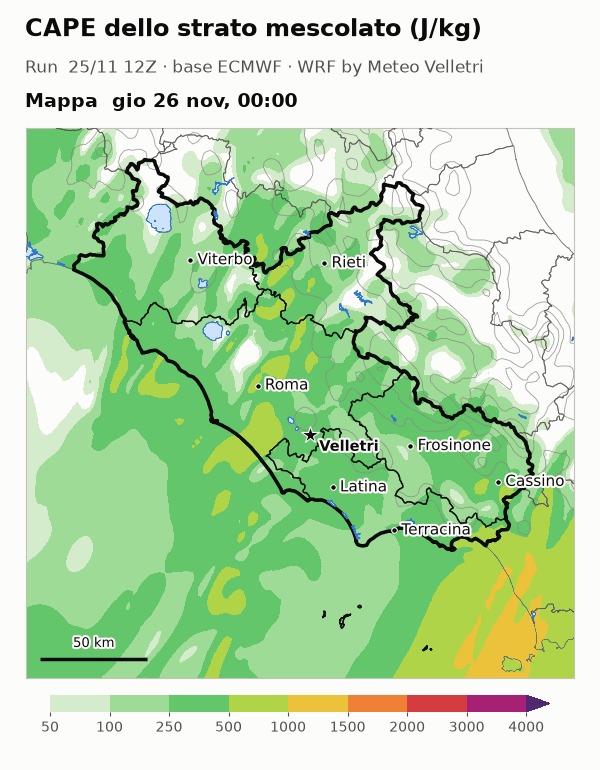 CAPE dello strato mescolato (J/kg)
Run  25/11 12Z · base ECMWF · WRF by Meteo Velletri
Mappa  gio 26 nov, 00:00
Viterbo
Rieti
Roma
Velletri
Frosinone
Cassino
Latina
Terracina
50 km
50 100 250 500 1000 1500 2000 3000 4000